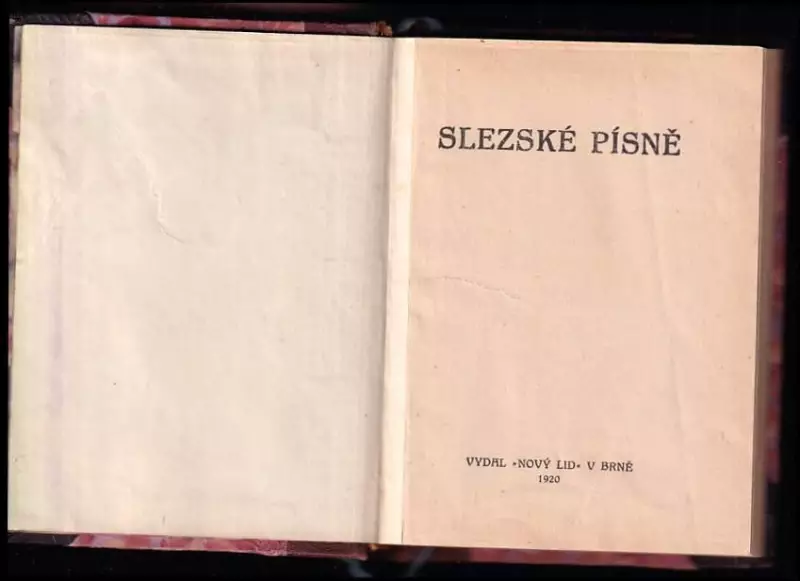 SLEZSKÉ PÍSNĚ
VYDAL »NOVÝ LID« V BRNĚ
1920